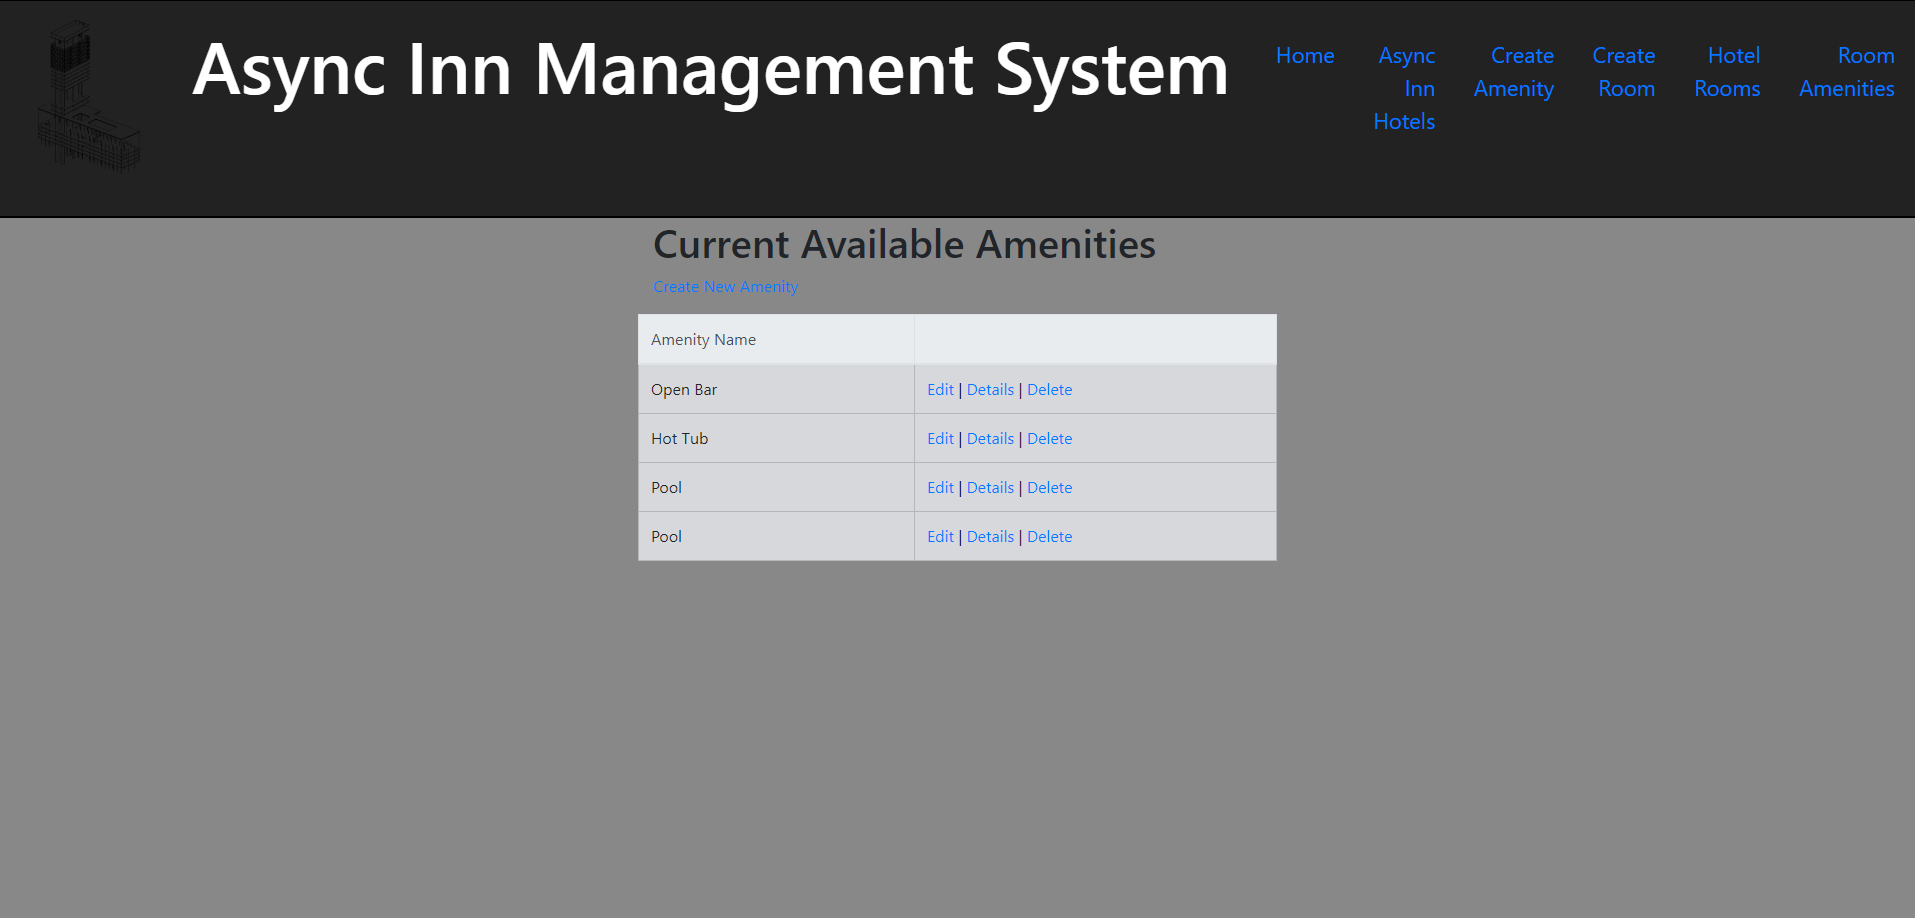 Async Inn Management System
Home
Async
Inn
Hotels
Create
Amenity
Create
Room
Hotel
Rooms
Room
Amenities
Current Available Amenities
Create New Amenity
Amenity Name
Open Bar Edit | Details | Delete
Hot Tub Edit | Details | Delete
Pool Edit | Details | Delete
Pool Edit | Details | Delete